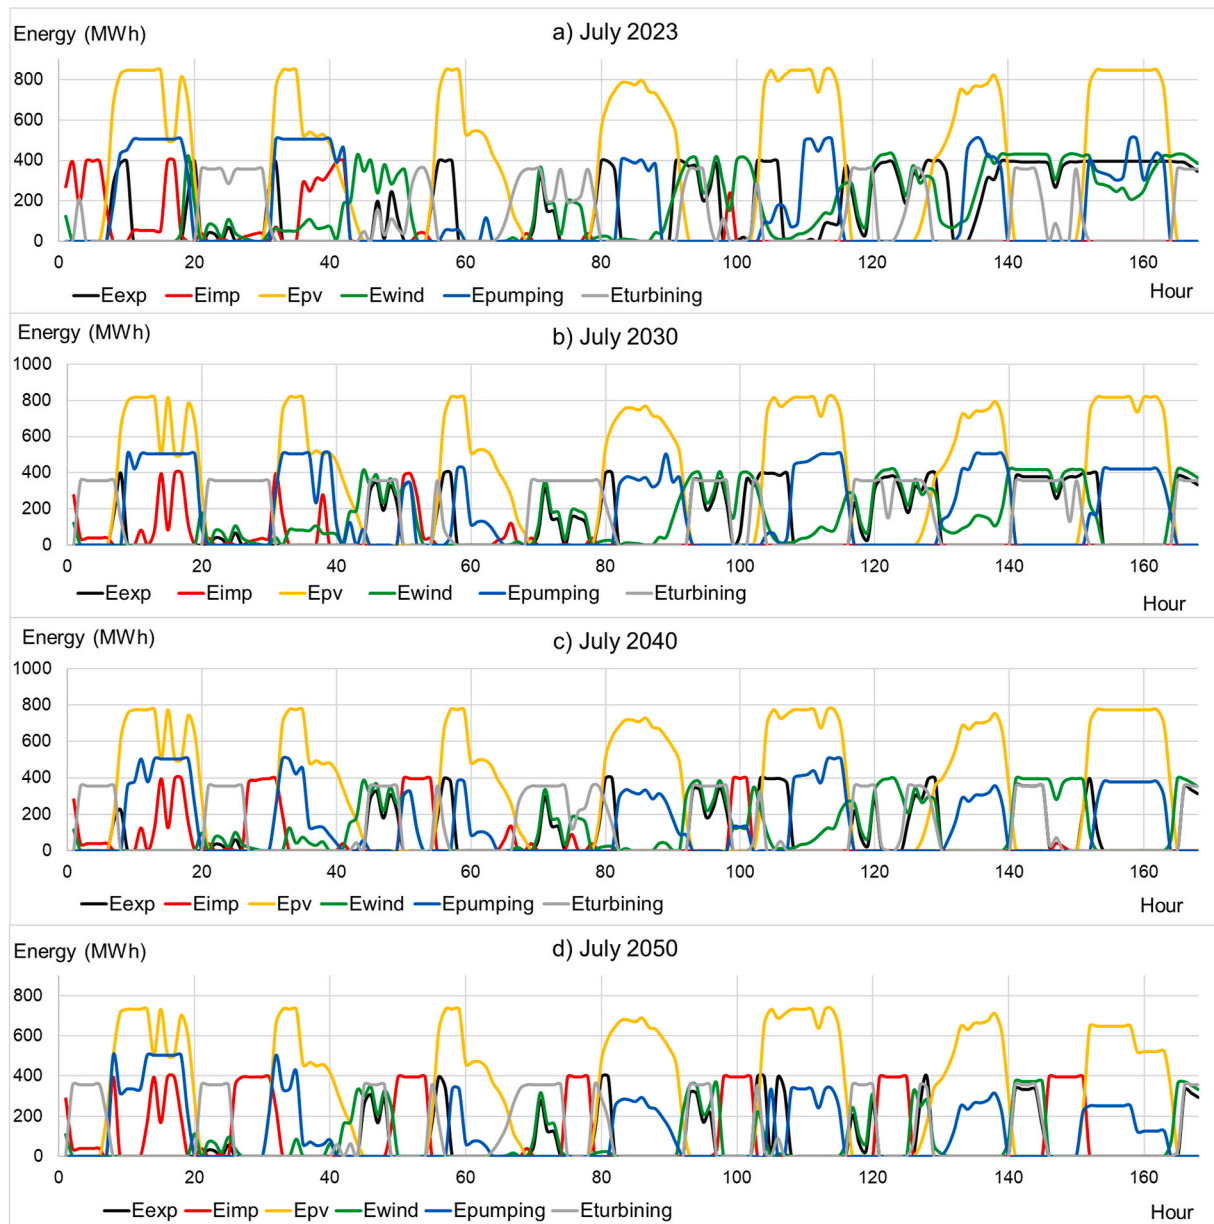 Energy (MWh)
a) July 2023
800
600
400
200
0
0 20 40 60 80 100 120 140 160
Eexp Eimp Epv Ewind Epumping Eturbining
Hour
Energy (MWh)
b) July 2030
1000
800
600
400
200
0
0 20 40 60 80 100 120 140 160
Eexp Eimp Epv Ewind Epumping Eturbining
Hour
Energy (MWh)
c) July 2040
1000
800
600
400
200
0
0 20 40 60 80 100 120 140 160
Eexp Eimp Epv Ewind Epumping Eturbining
Hour
Energy (MWh)
d) July 2050
800
600
400
200
0
0 20 40 60 80 100 120 140 160
Eexp Eimp Epv Ewind Epumping Eturbining
Hour